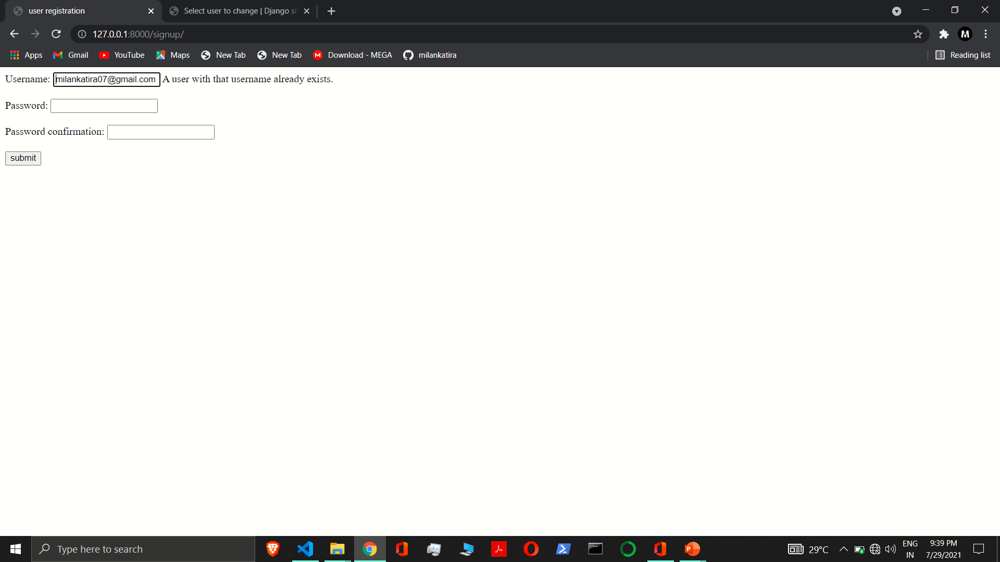 user registration
Select user to change | Django si
127.0.0.1:8000/signup/
M
Apps
Gmail
YouTube
Maps
New Tab
New Tab
Download - MEGA
milankatira
Reading list
Username: milankatira07@gmail.com A user with that username already exists.
Password:
Password confirmation:
submit
Type here to search
29°C
ENG
IN
9:39 PM
7/29/2021